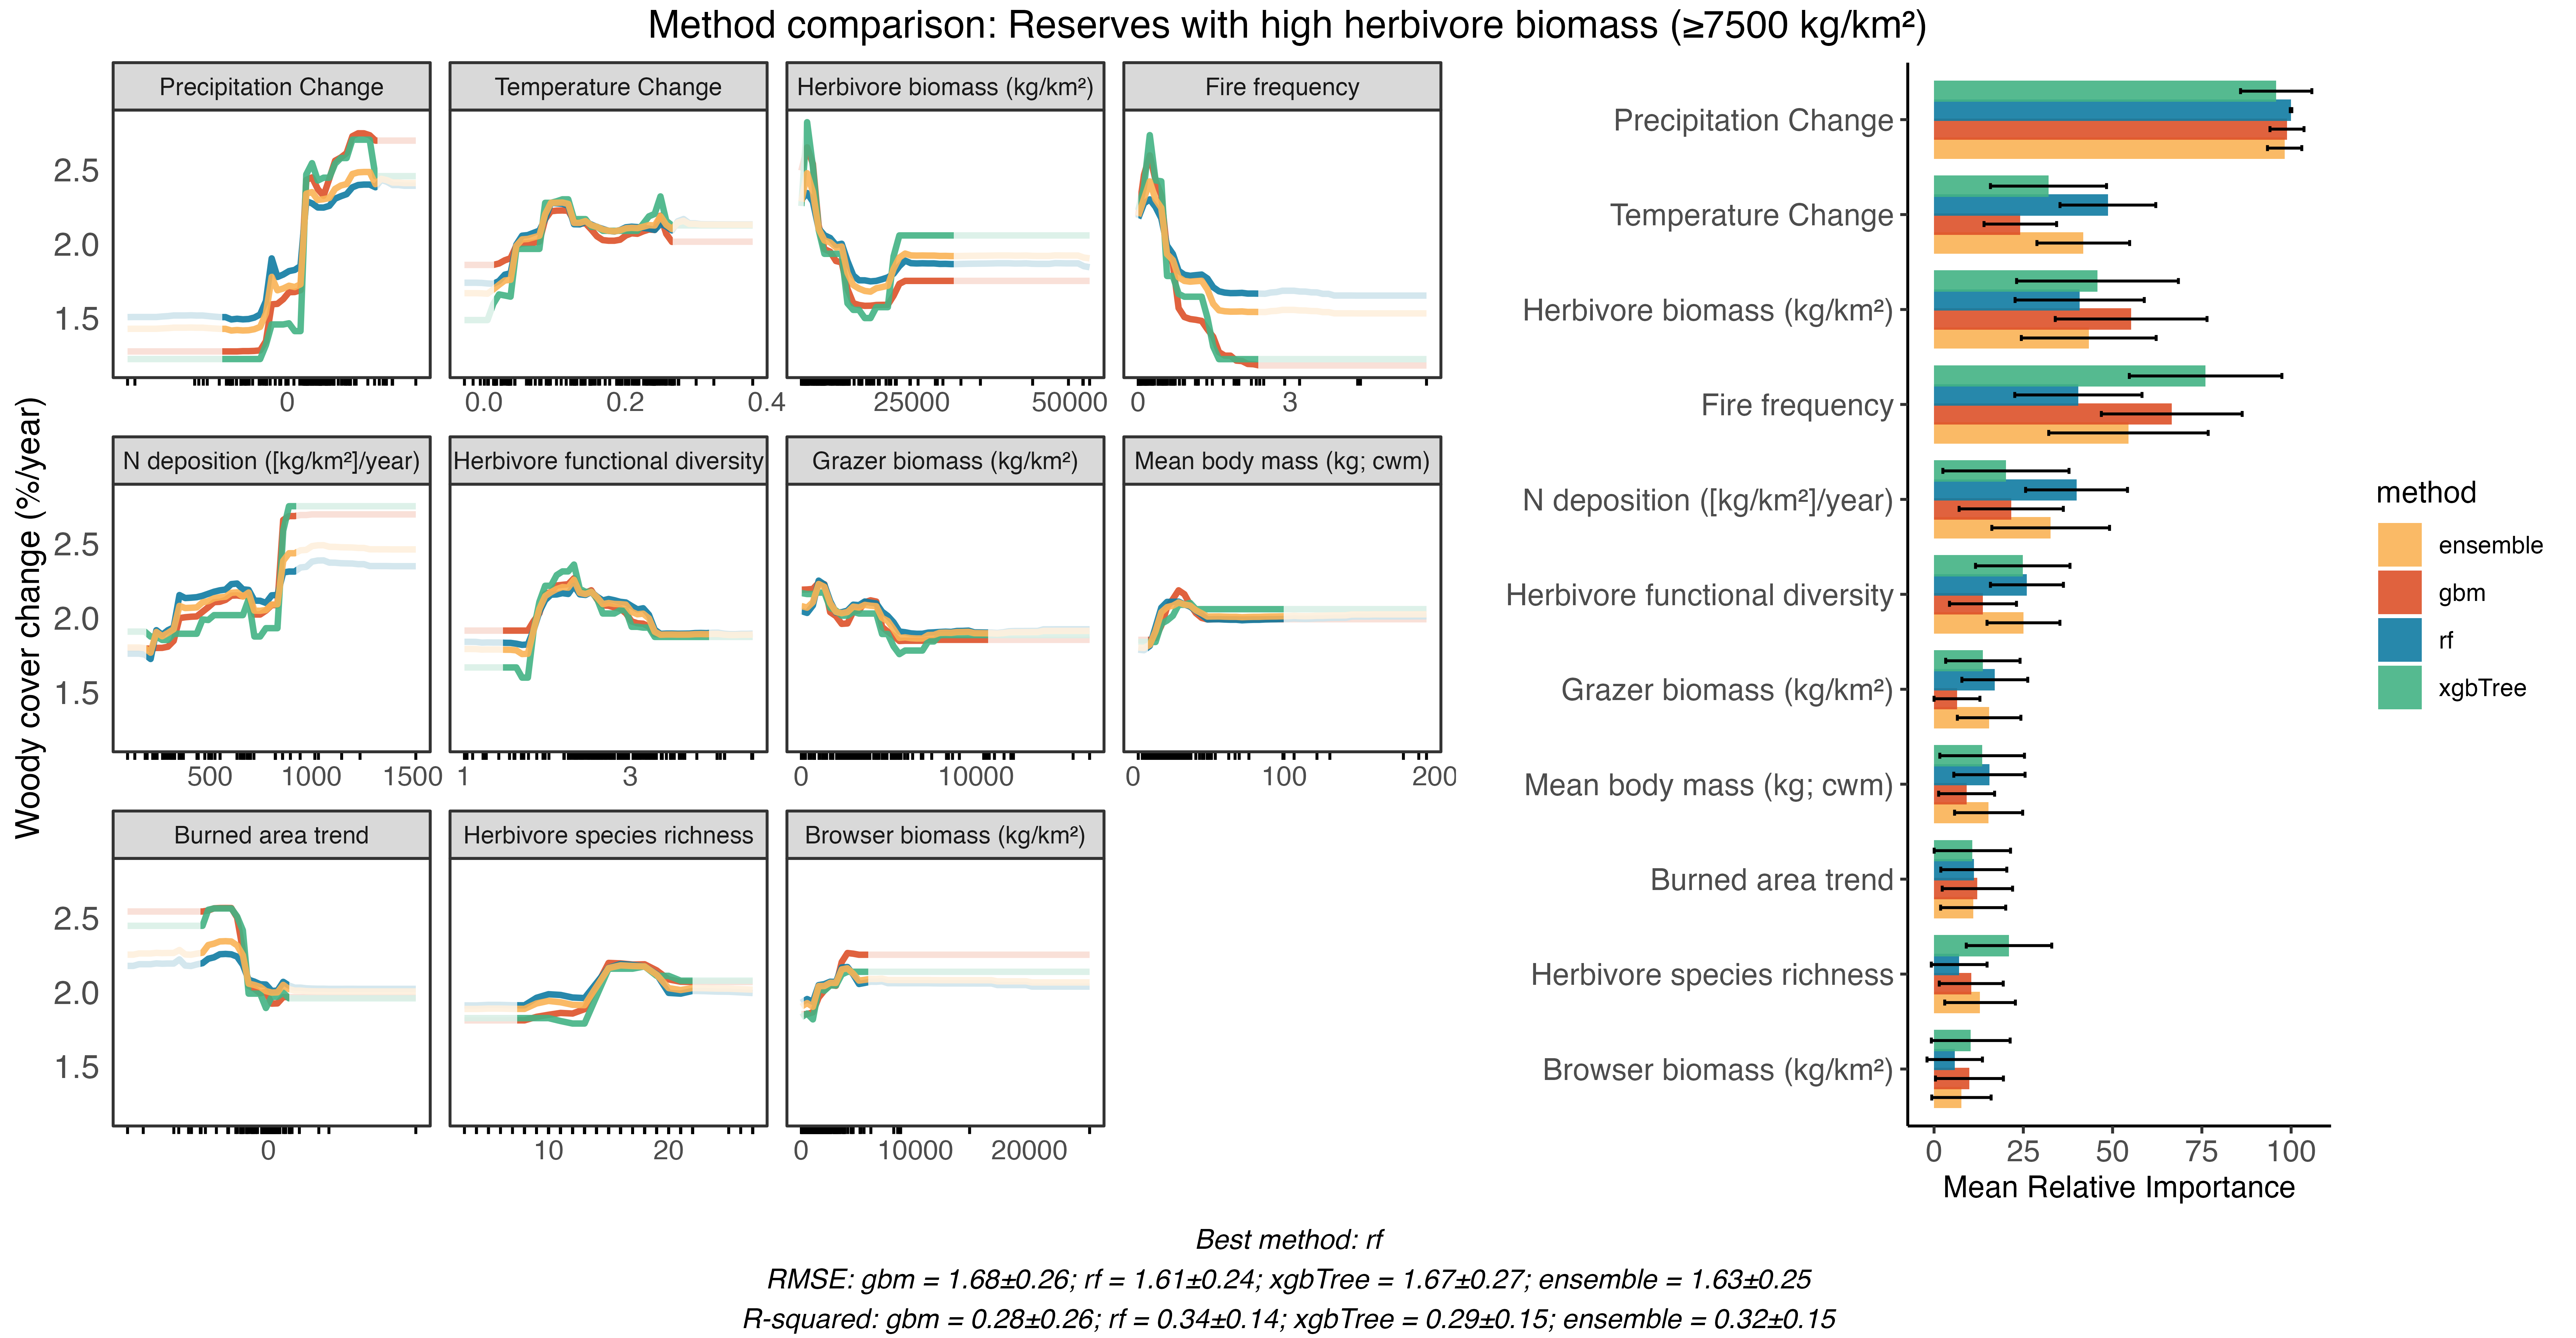 Method comparison: Reserves with high herbivore biomass (≥7500 kg/km²)
Woody cover change (%/year)
Precipitation Change
Temperature Change
Herbivore biomass (kg/km²)
Fire frequency
2.5
2.0
1.5
0
0.0 0.2 0.4
25000 50000
0 3
N deposition ([kg/km²]/year)
Herbivore functional diversity
Grazer biomass (kg/km²)
Mean body mass (kg; cwm)
2.5
2.0
1.5
500 1000 1500
1 3
0 10000
0 100 200
Burned area trend
Herbivore species richness
Browser biomass (kg/km²)
2.5
2.0
1.5
0
10 20
0 10000 20000
Precipitation Change
Temperature Change
Herbivore biomass (kg/km²)
Fire frequency
N deposition ([kg/km²]/year)
Herbivore functional diversity
Grazer biomass (kg/km²)
Mean body mass (kg; cwm)
Burned area trend
Herbivore species richness
Browser biomass (kg/km²)
0 25 50 75 100
Mean Relative Importance
method
ensemble
gbm
rf
xgbTree
Best method: rf
RMSE: gbm = 1.68±0.26; rf = 1.61±0.24; xgbTree = 1.67±0.27; ensemble = 1.63±0.25
R-squared: gbm = 0.28±0.26; rf = 0.34±0.14; xgbTree = 0.29±0.15; ensemble = 0.32±0.15